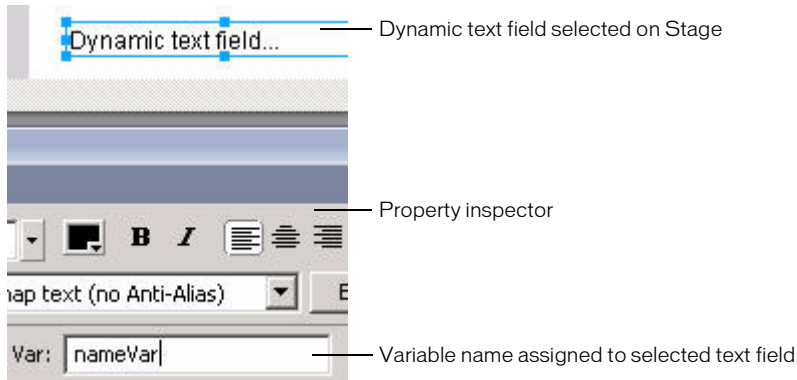 Dynamic text field...
Dynamic text field selected on Stage
Property inspector
B I
map text (no Anti-Alias)
Var: nameVar
Variable name assigned to selected text field